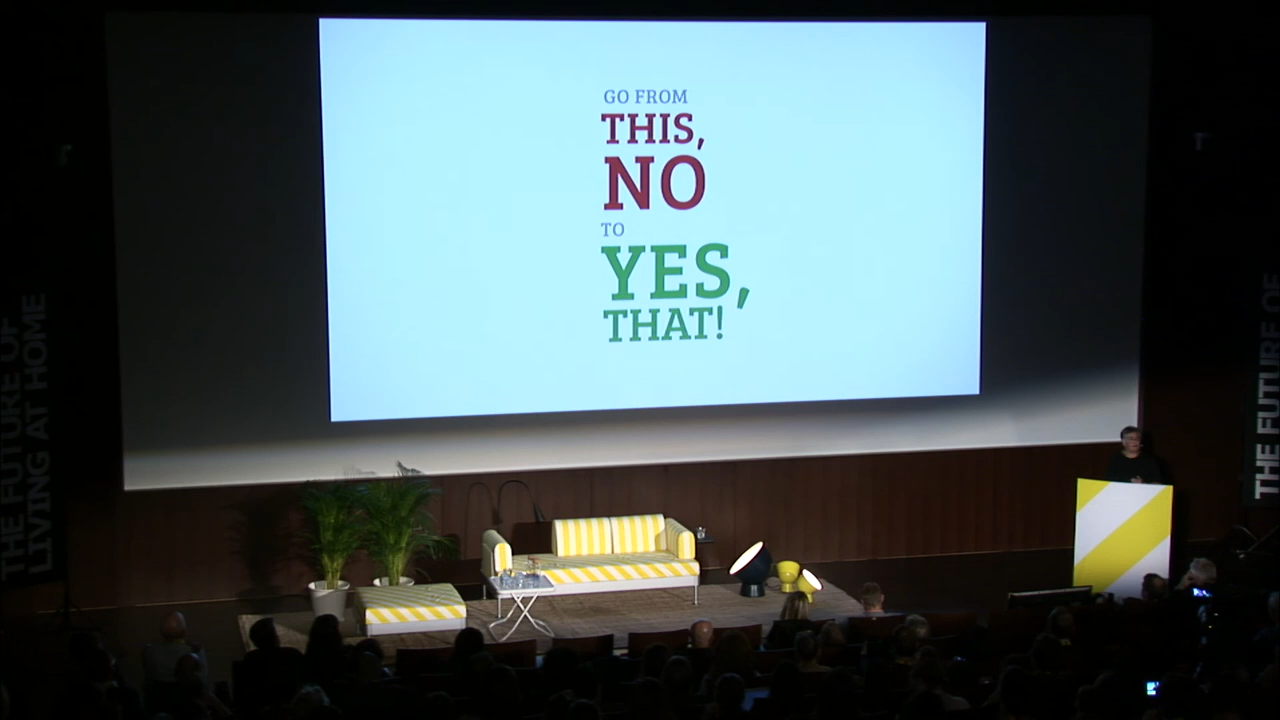 GO FROM
THIS,
NO
TO
YES,
THAT!
THE FUTURE OF
LIVING AT HOME
THE FUTURE OF